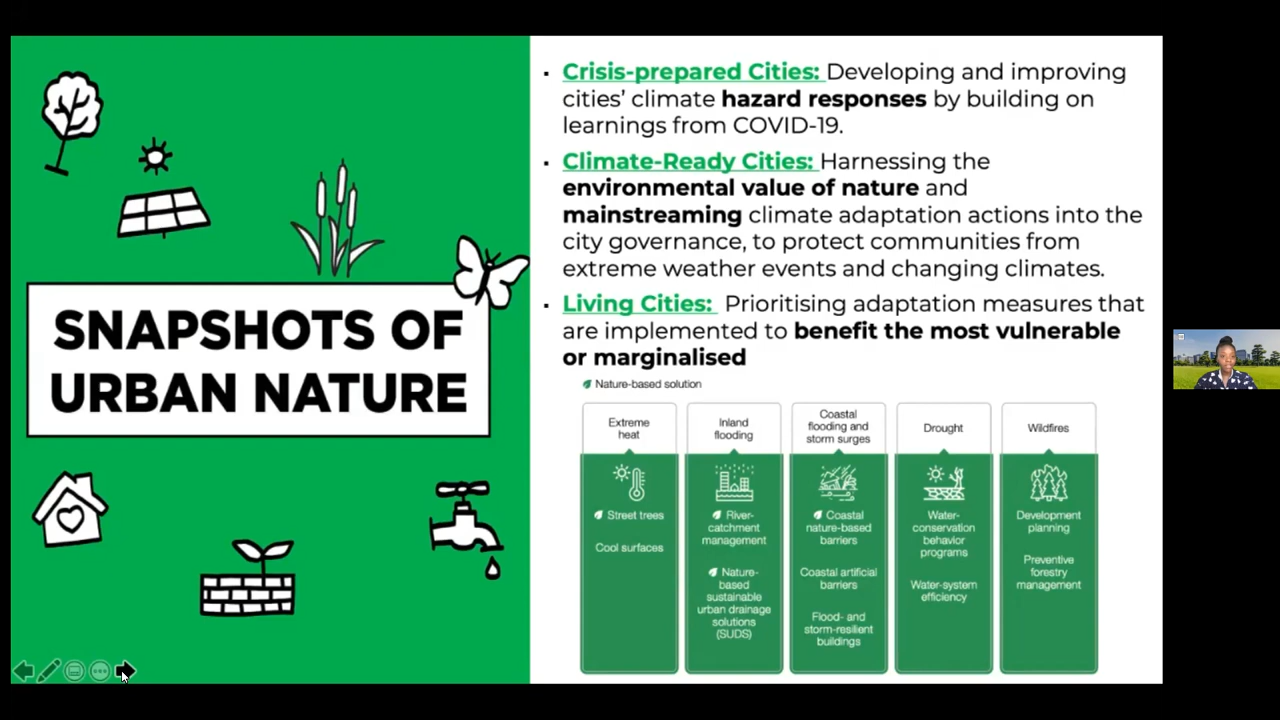 SNAPSHOTS OF
URBAN NATURE
Crisis-prepared Cities: Developing and improving
cities’ climate hazard responses by building on
learnings from COVID-19.
Climate-Ready Cities: Harnessing the
environmental value of nature and
mainstreaming climate adaptation actions into the
city governance, to protect communities from
extreme weather events and changing climates.
Living Cities: Prioritising adaptation measures that
are implemented to benefit the most vulnerable
or marginalised
Nature-based solution
Extreme
heat
Street trees
Cool surfaces
Inland
flooding
River-
catchment
management
Nature-
based
sustainable
urban drainage
solutions
(SUDS)
Coastal
flooding and
storm surges
Coastal
nature-based
barriers
Coastal artificial
barriers
Flood- and
storm-resilient
buildings
Drought
Water-
conservation
behavior
programs
Water-system
efficiency
Wildfires
Development
planning
Preventive
forestry
management